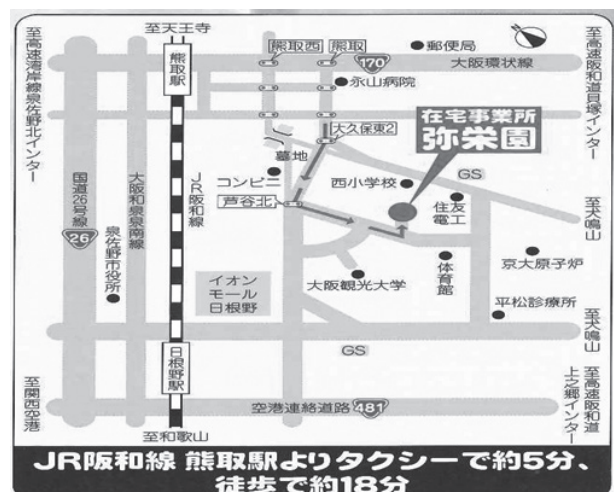 至天王寺
至高速湾岸線泉佐野北インター
熊取駅
熊取西
熊取
郵便局
170
大阪環状線
至高速阪和道貝塚インター
永山病院
在宅事業所
弥栄園
大久保東2
墓地
コンビニ
西小学校
GS
芦谷北
住友電工
国道26号線
26
大阪和泉泉南線
JR阪和線
至犬鳴山
泉佐野市役所
イオンモール日根野
大阪観光大学
体育館
京大原子炉
平松診療所
至犬鳴山
日根野駅
GS
至関西空港
空港連絡道路
481
至高速阪和道上之郷インター
至和歌山
JR阪和線 熊取駅よりタクシーで約5分、
徒歩で約18分